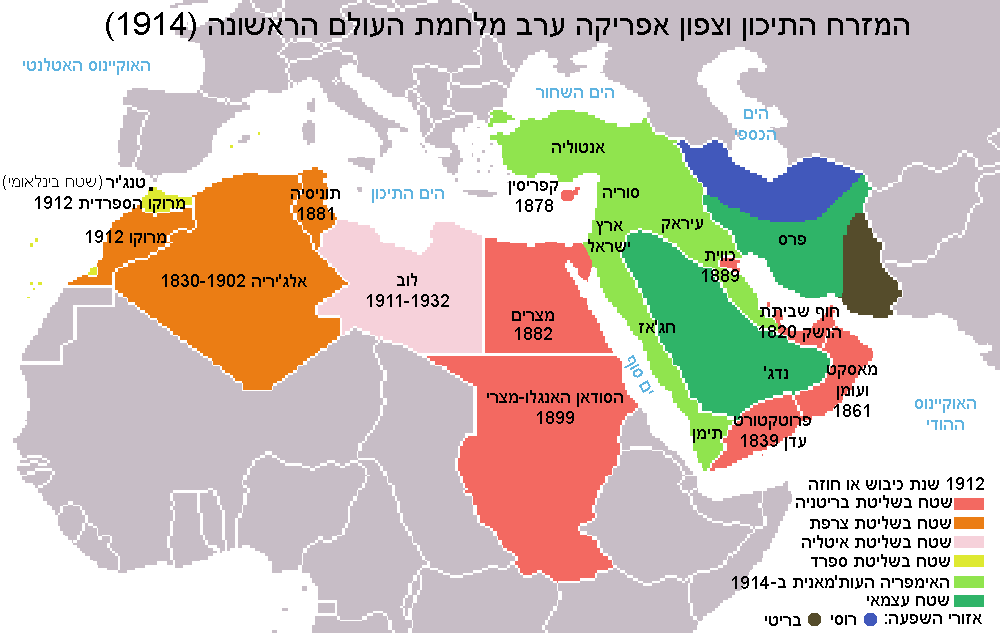 המזרח התיכון וצפון אפריקה ערב מלחמת העולם הראשונה (1914)
האוקיינוס האטלנטי
הים השחור
הים
הכספי
אנטוליה
טנג'יר (שטח בינלאומי)
מרוקו הספרדית 1912
מרוקו 1912
תוניסיה
1881
הים התיכון
קפריסין
1878
סוריה
ארץ
ישראל
עיראק
פרס
כווית
1889
אלג'יריה 1830-1902
לוב
1911-1932
מצרים
1882
חג'אז
חוף שביתת
הנשק 1820
ים סוף
נדג'
מאסקט
ועומן
1861
הסודאן האנגלו-מצרי
1899
תימן
פרוטקטורט
עדן 1839
האוקיינוס
ההודי
1912 שנת כיבוש או חוזה
שטח בשליטת בריטניה
שטח בשליטת צרפת
שטח בשליטת איטליה
שטח בשליטת ספרד
האימפריה העות'מאנית ב-1914
שטח עצמאי
אזורי השפעה: רוסי בריטי